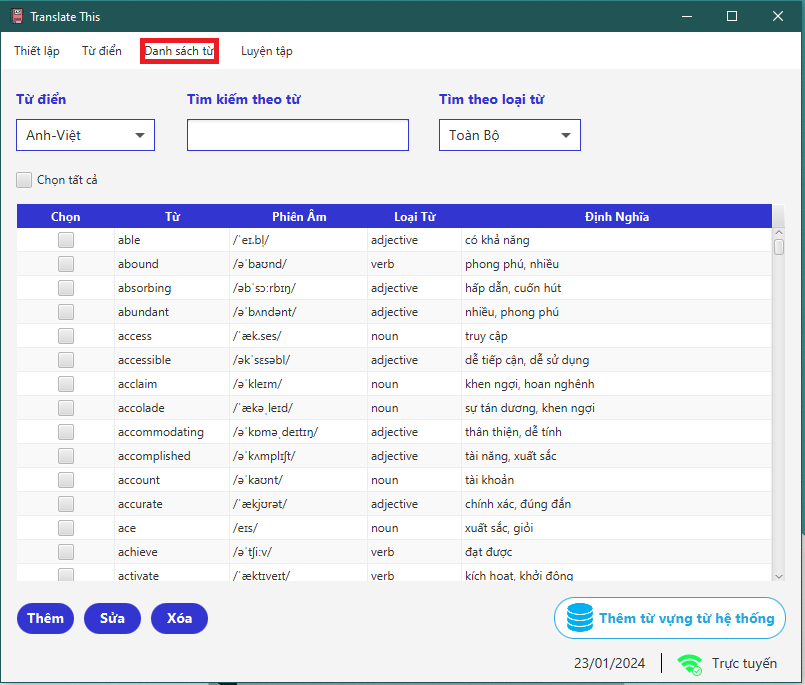 Translate This
Thiết lập Từ điển Danh sách từ Luyện tập
Từ điển Tìm kiếm theo từ Tìm theo loại từ
Anh-Việt Toàn Bộ
Chọn tất cả
Chọn Từ Phiên Âm Loại Từ Định Nghĩa
able /ˈeɪ.bl̩/ adjective có khả năng
abound /əˈbaʊnd/ verb phong phú, nhiều
absorbing /əbˈsɔːrbɪŋ/ adjective hấp dẫn, cuốn hút
abundant /əˈbʌndənt/ adjective nhiều, phong phú
access /ˈæk.ses/ noun truy cập
accessible /əkˈsɛsəbl/ adjective dễ tiếp cận, dễ sử dụng
acclaim /əˈkleɪm/ noun khen ngợi, hoan nghênh
accolade /ˈækəˌleɪd/ noun sự tán dương, khen ngợi
accommodating /əˈkɒməˌdeɪtɪŋ/ adjective thân thiện, dễ tính
accomplished /əˈkʌmplɪʃt/ adjective tài năng, xuất sắc
account /əˈkaʊnt/ noun tài khoản
accurate /ˈækjʊrət/ adjective chính xác, đúng đắn
ace /eɪs/ noun xuất sắc, giỏi
achieve /əˈtʃiːv/ verb đạt được
activate /ˈæktɪveɪt/ verb kích hoạt, khởi động
Thêm Sửa Xóa Thêm từ vựng từ hệ thống
23/01/2024 Trực tuyến